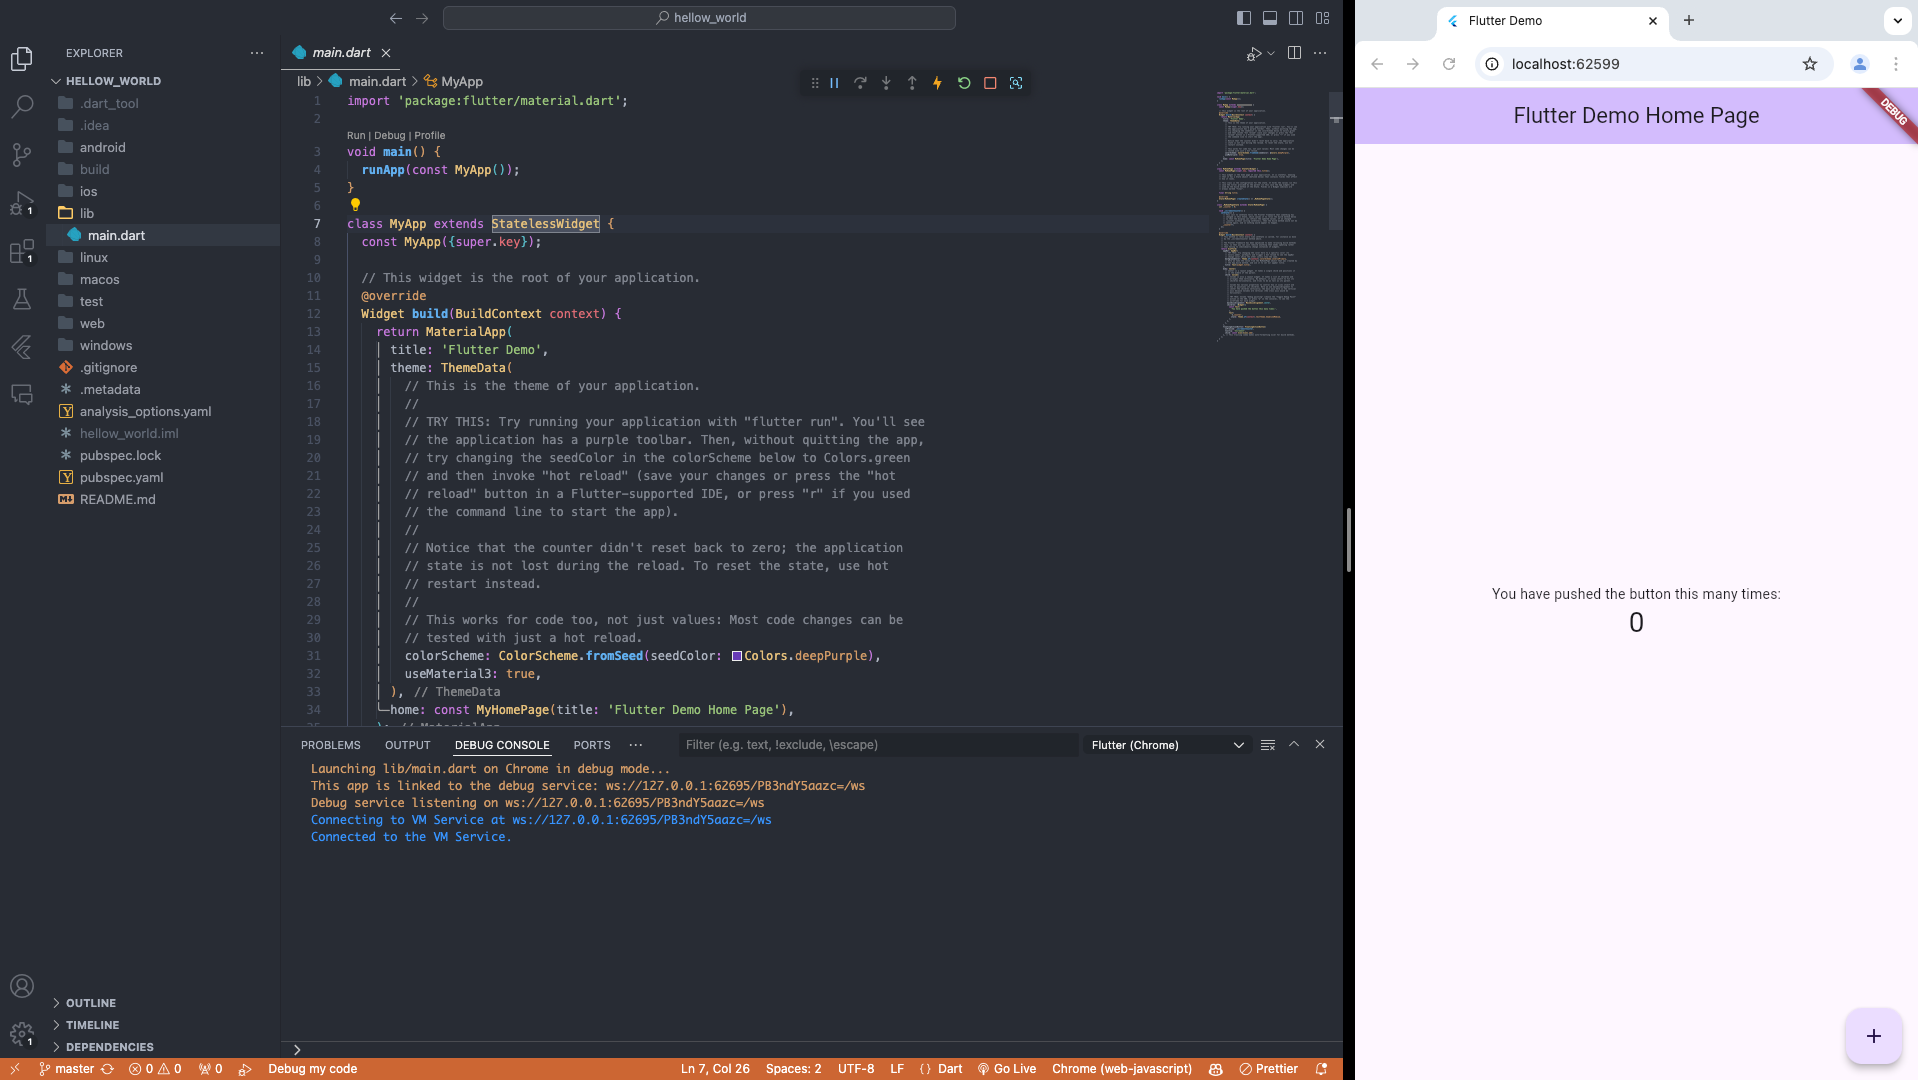 hellow_world
EXPLORER
HELLOW_WORLD
.dart_tool
.idea
android
build
ios
lib
main.dart
linux
macos
test
web
windows
.gitignore
.metadata
analysis_options.yaml
hellow_world.iml
pubspec.lock
pubspec.yaml
README.md
OUTLINE
TIMELINE
DEPENDENCIES
main.dart
lib > main.dart > MyApp
1 import 'package:flutter/material.dart';
2
Run | Debug | Profile
3 void main() {
4 runApp(const MyApp());
5 }
6
7 class MyApp extends StatelessWidget {
8 const MyApp({super.key});
9
10 // This widget is the root of your application.
11 @override
12 Widget build(BuildContext context) {
13 return MaterialApp(
14 title: 'Flutter Demo',
15 theme: ThemeData(
16 // This is the theme of your application.
17 //
18 // TRY THIS: Try running your application with "flutter run". You'll see
19 // the application has a purple toolbar. Then, without quitting the app,
20 // try changing the seedColor in the colorScheme below to Colors.green
21 // and then invoke "hot reload" (save your changes or press the "hot
22 // reload" button in a Flutter-supported IDE, or press "r" if you used
23 // the command line to start the app).
24 //
25 // Notice that the counter didn't reset back to zero; the application
26 // state is not lost during the reload. To reset the state, use hot
27 // restart instead.
28 //
29 // This works for code too, not just values: Most code changes can be
30 // tested with just a hot reload.
31 colorScheme: ColorScheme.fromSeed(seedColor: Colors.deepPurple),
32 useMaterial3: true,
33 ), // ThemeData
34 home: const MyHomePage(title: 'Flutter Demo Home Page'),
35 ); // MaterialApp
PROBLEMS OUTPUT DEBUG CONSOLE PORTS
Filter (e.g. text, !exclude, \escape)
Flutter (Chrome)
Launching lib/main.dart on Chrome in debug mode...
This app is linked to the debug service: ws://127.0.0.1:62695/PB3ndY5aazc=/ws
Debug service listening on ws://127.0.0.1:62695/PB3ndY5aazc=/ws
Connecting to VM Service at ws://127.0.0.1:62695/PB3ndY5aazc=/ws
Connected to the VM Service.
master 0 0 0 Debug my code Ln 7, Col 26 Spaces: 2 UTF-8 LF {} Dart Go Live Chrome (web-javascript) Prettier
1
1
1
Flutter Demo
localhost:62599
Flutter Demo Home Page
DEBUG
You have pushed the button this many times:
0
+